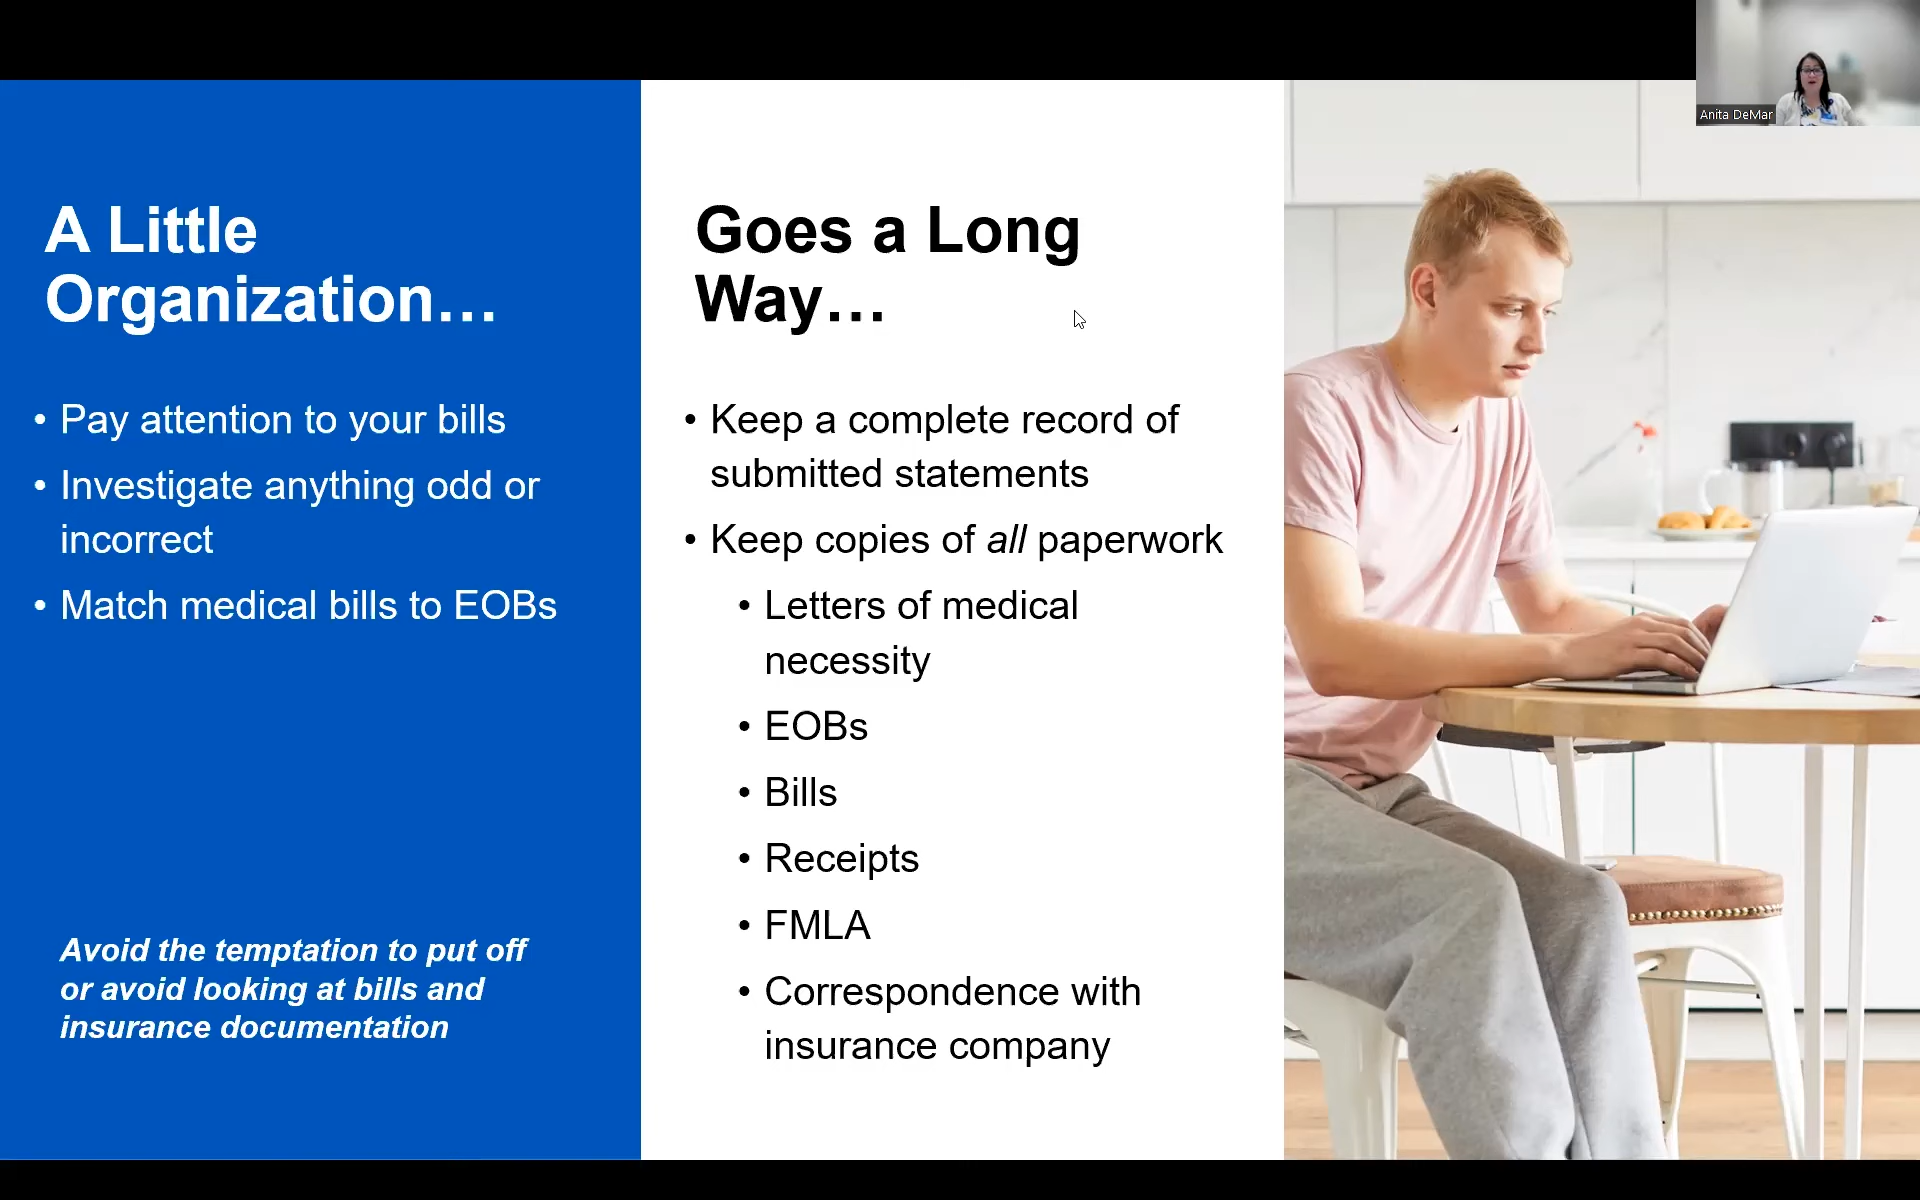 Anita DeMar
A Little
Organization…
• Pay attention to your bills
• Investigate anything odd or
incorrect
• Match medical bills to EOBs
Avoid the temptation to put off
or avoid looking at bills and
insurance documentation
Goes a Long
Way…
• Keep a complete record of
submitted statements
• Keep copies of all paperwork
• Letters of medical
necessity
• EOBs
• Bills
• Receipts
• FMLA
• Correspondence with
insurance company